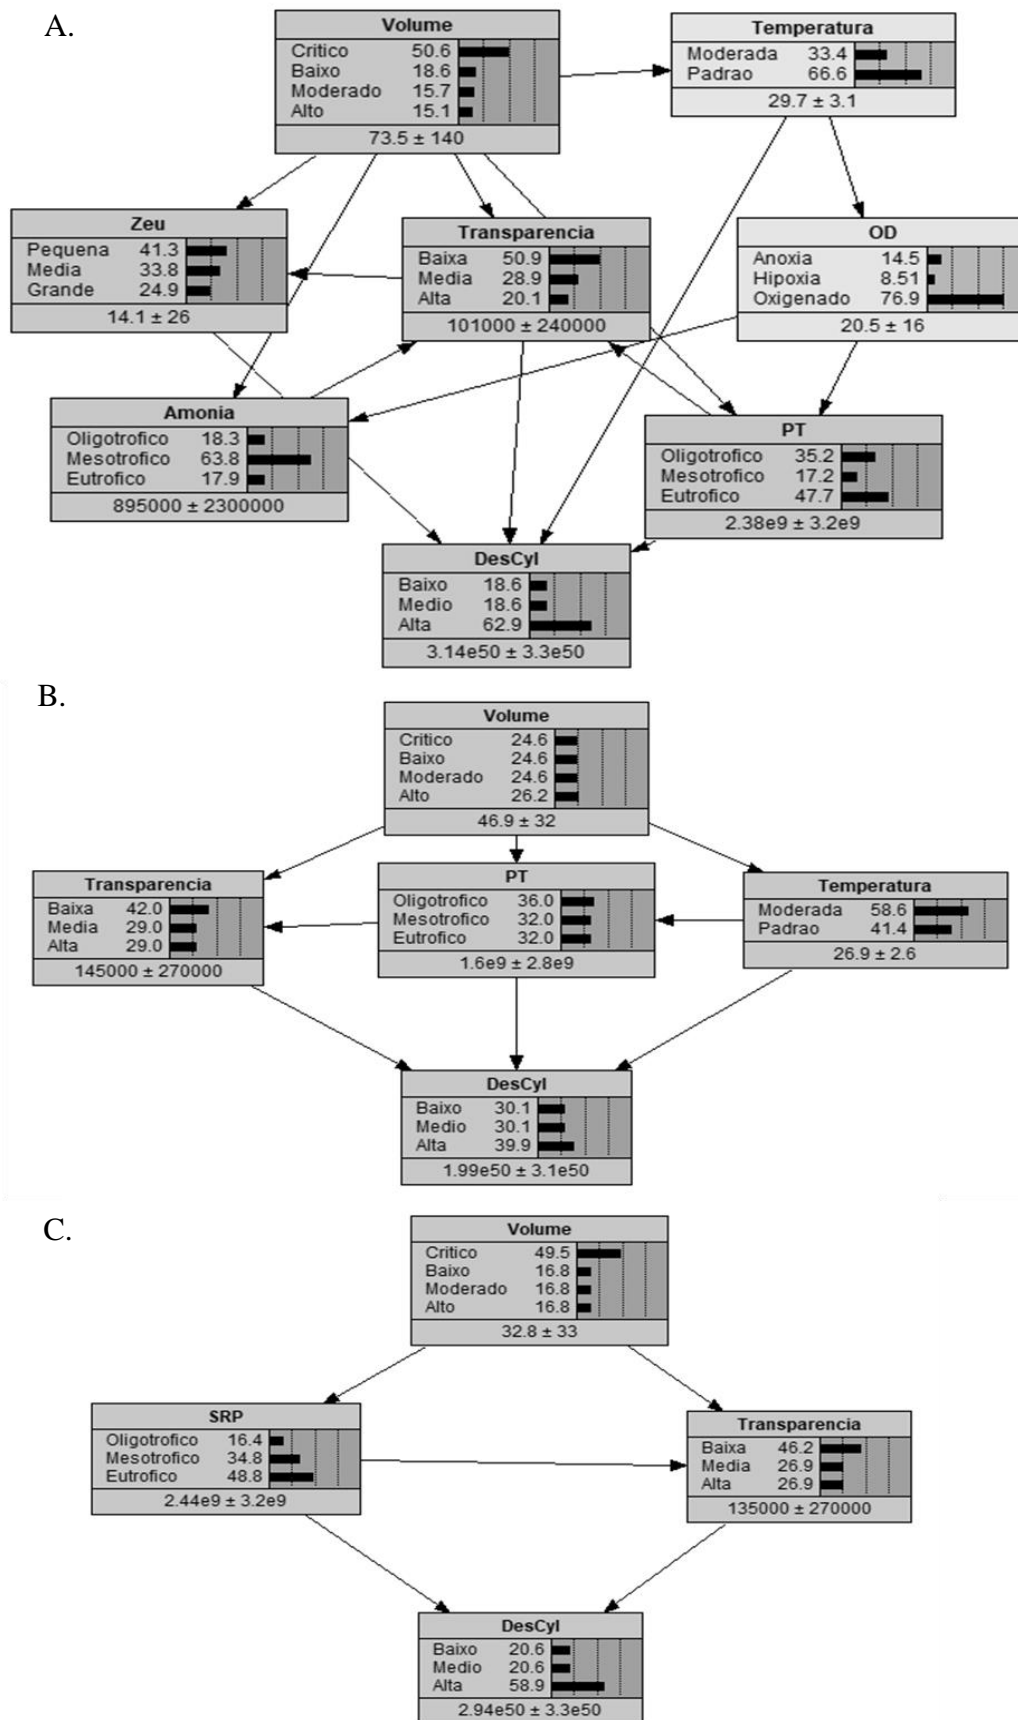 A.
Volume
Critico 50.6
Baixo 18.6
Moderado 15.7
Alto 15.1
73.5 ± 140
Temperatura
Moderada 33.4
Padrao 66.6
29.7 ± 3.1
Zeu
Pequena 41.3
Media 33.8
Grande 24.9
14.1 ± 26
Transparencia
Baixa 50.9
Media 28.9
Alta 20.1
101000 ± 240000
OD
Anoxia 14.5
Hipoxia 8.51
Oxigenado 76.9
20.5 ± 16
Amonia
Oligotrofico 18.3
Mesotrofico 63.8
Eutrofico 17.9
895000 ± 2300000
PT
Oligotrofico 35.2
Mesotrofico 17.2
Eutrofico 47.7
2.38e9 ± 3.2e9
DesCyl
Baixo 18.6
Medio 18.6
Alta 62.9
3.14e50 ± 3.3e50
B.
Volume
Critico 24.6
Baixo 24.6
Moderado 24.6
Alto 26.2
46.9 ± 32
Transparencia
Baixa 42.0
Media 29.0
Alta 29.0
145000 ± 270000
PT
Oligotrofico 36.0
Mesotrofico 32.0
Eutrofico 32.0
1.6e9 ± 2.8e9
Temperatura
Moderada 58.6
Padrao 41.4
26.9 ± 2.6
DesCyl
Baixo 30.1
Medio 30.1
Alta 39.9
1.99e50 ± 3.1e50
C.
Volume
Critico 49.5
Baixo 16.8
Moderado 16.8
Alto 16.8
32.8 ± 33
SRP
Oligotrofico 16.4
Mesotrofico 34.8
Eutrofico 48.8
2.44e9 ± 3.2e9
Transparencia
Baixa 46.2
Media 26.9
Alta 26.9
135000 ± 270000
DesCyl
Baixo 20.6
Medio 20.6
Alta 58.9
2.94e50 ± 3.3e50